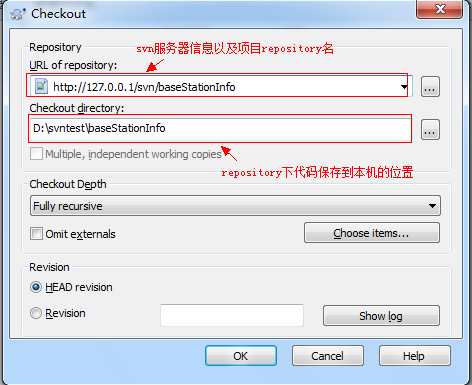 Checkout
Repository
svn服务器信息以及项目repository名
URL of repository:
http://127.0.0.1/svn/baseStationInfo
...
Checkout directory:
D:\svntest\baseStationInfo
...
Multiple, independent working copies
repository下代码保存到本机的位置
Checkout Depth
Fully recursive
Omit externals
Choose items...
Revision
HEAD revision
Revision
Show log
OK
Cancel
Help